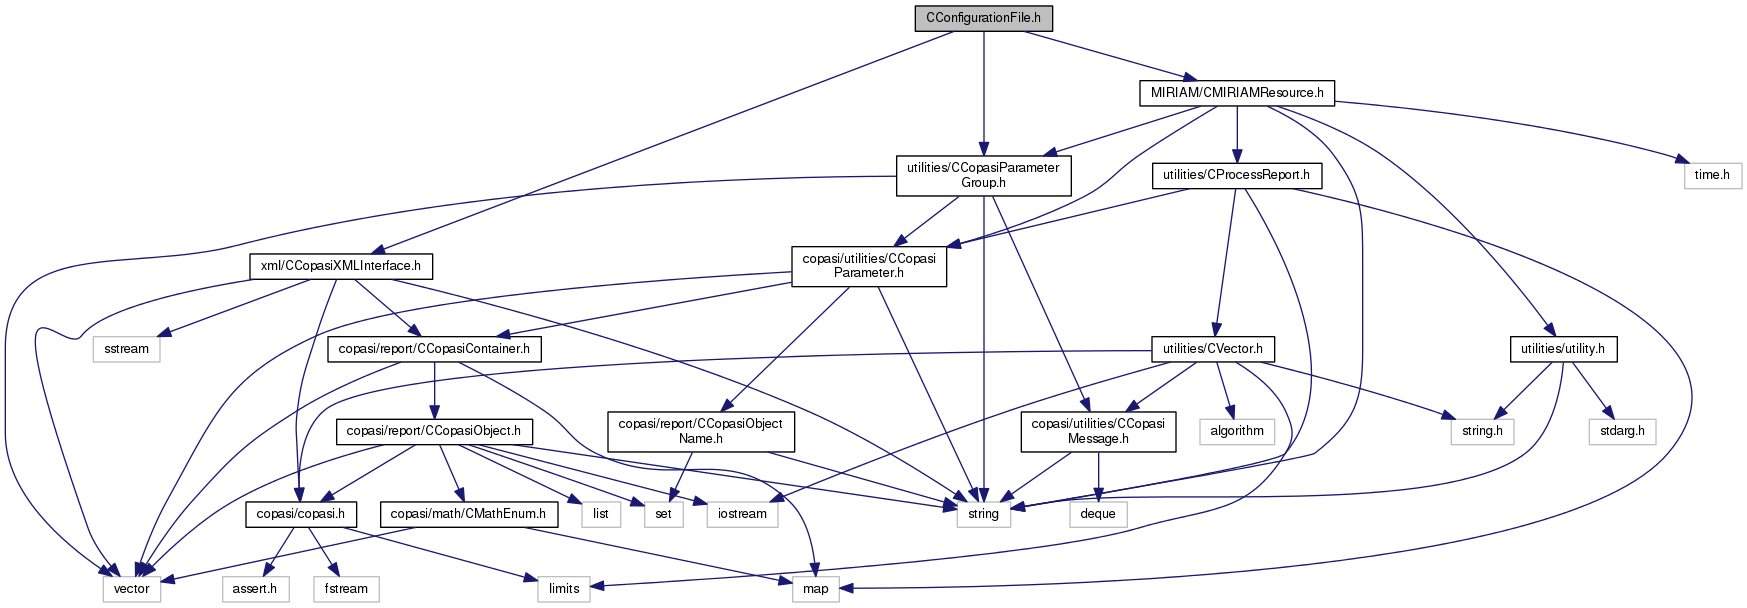 CConfigurationFile.h
MIRIAM/CMIRIAMResource.h
utilities/CCopasiParameter
Group.h
utilities/CProcessReport.h
time.h
xml/CCopasiXMLInterface.h
copasi/utilities/CCopasi
Parameter.h
sstream
copasi/report/CCopasiContainer.h
utilities/CVector.h
utilities/utility.h
copasi/report/CCopasiObject.h
copasi/report/CCopasiObject
Name.h
copasi/utilities/CCopasi
Message.h
algorithm
string.h
stdarg.h
copasi/copasi.h
copasi/math/CMathEnum.h
list
set
iostream
string
deque
vector
assert.h
fstream
limits
map